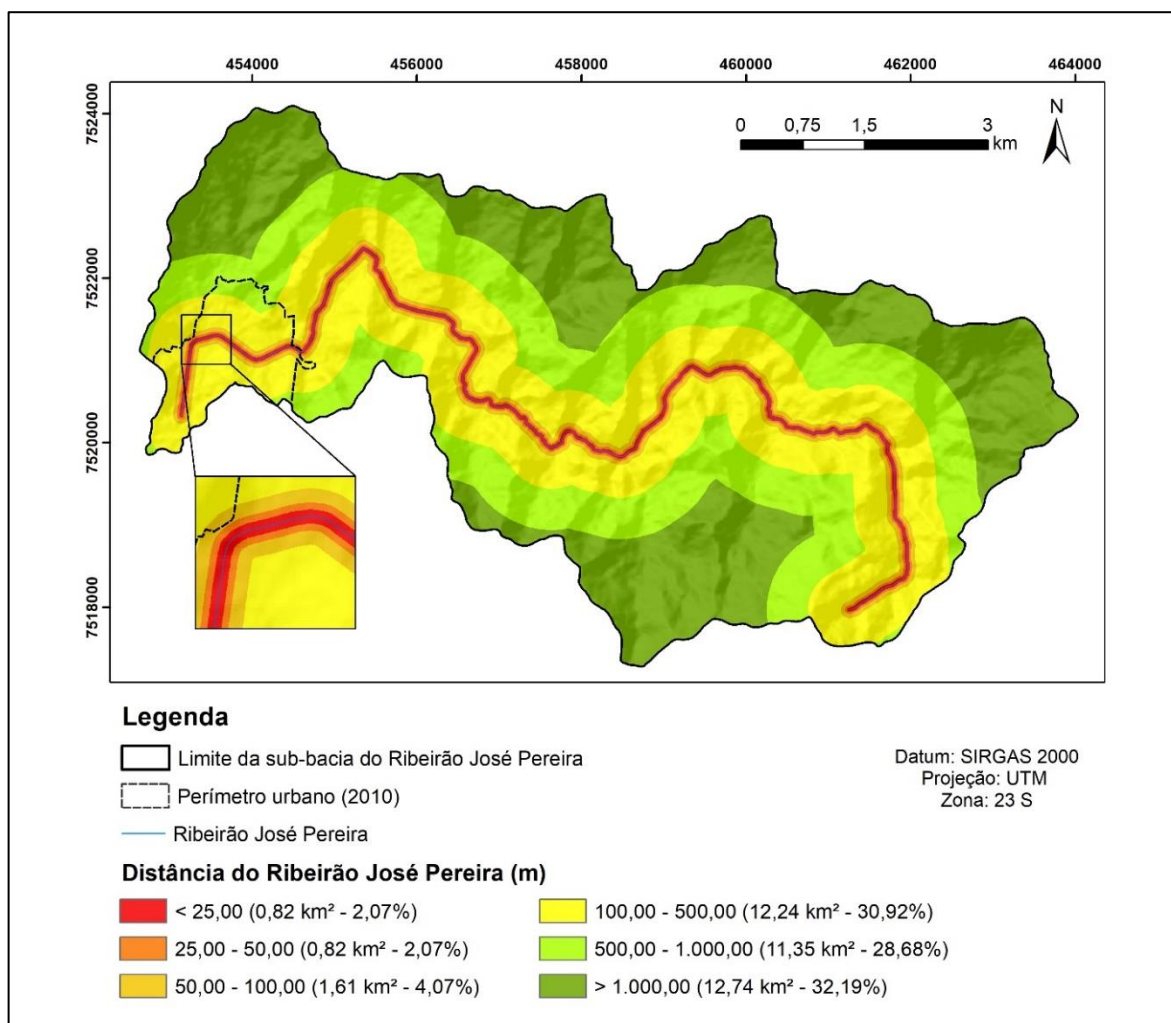 454000 456000 458000 460000 462000 464000
7524000
7522000
7520000
7518000
0 0,75 1,5 3
km
N
Legenda
Limite da sub-bacia do Ribeirão José Pereira
Perímetro urbano (2010)
Ribeirão José Pereira
Datum: SIRGAS 2000
Projeção: UTM
Zona: 23 S
Distância do Ribeirão José Pereira (m)
< 25,00 (0,82 km² - 2,07%)
25,00 - 50,00 (0,82 km² - 2,07%)
50,00 - 100,00 (1,61 km² - 4,07%)
100,00 - 500,00 (12,24 km² - 30,92%)
500,00 - 1.000,00 (11,35 km² - 28,68%)
> 1.000,00 (12,74 km² - 32,19%)